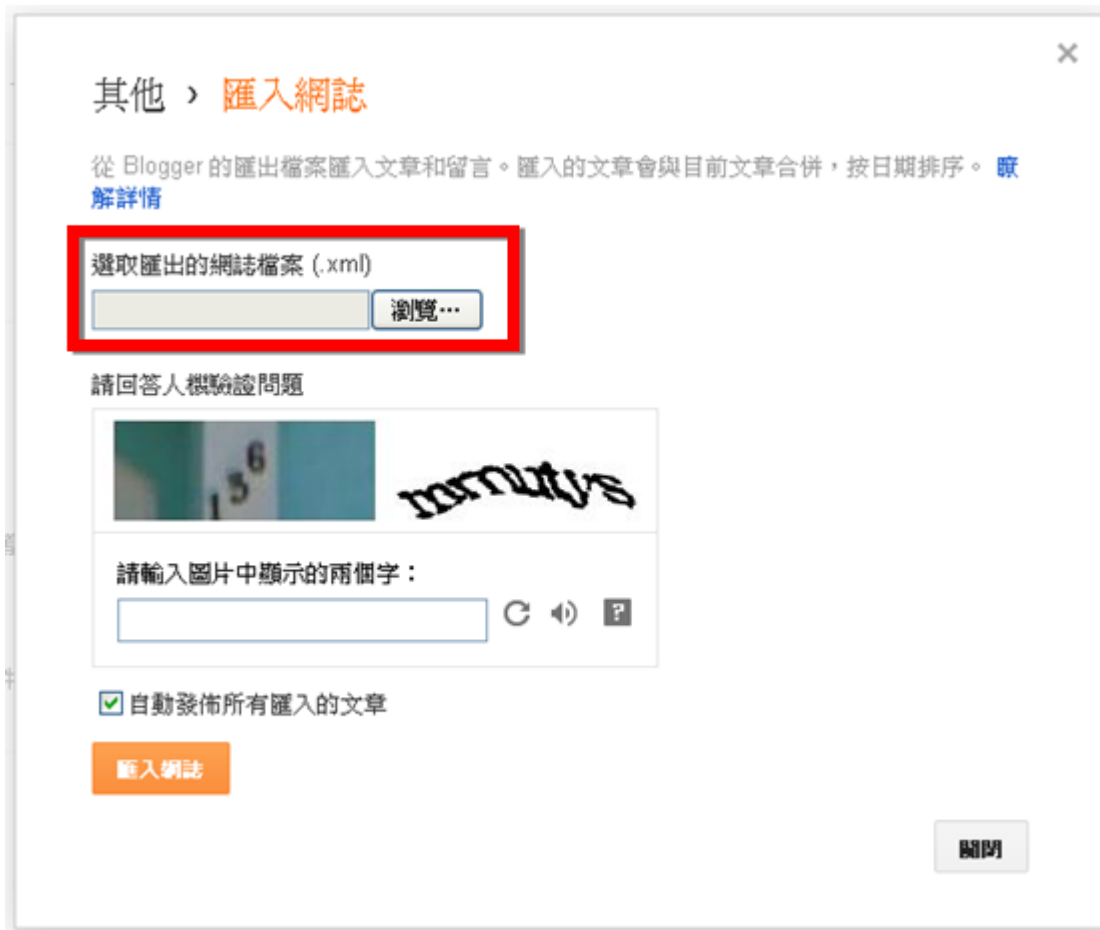 其他 › 匯入網誌
從 Blogger 的匯出檔案匯入文章和留言。匯入的文章會與目前文章合併，按日期排序。 瞭
解詳情
選取匯出的網誌檔案 (.xml)
瀏覽…
請回答人機驗證問題
136
請輸入圖片中顯示的兩個字：
?
自動發佈所有匯入的文章
匯入網誌
關閉